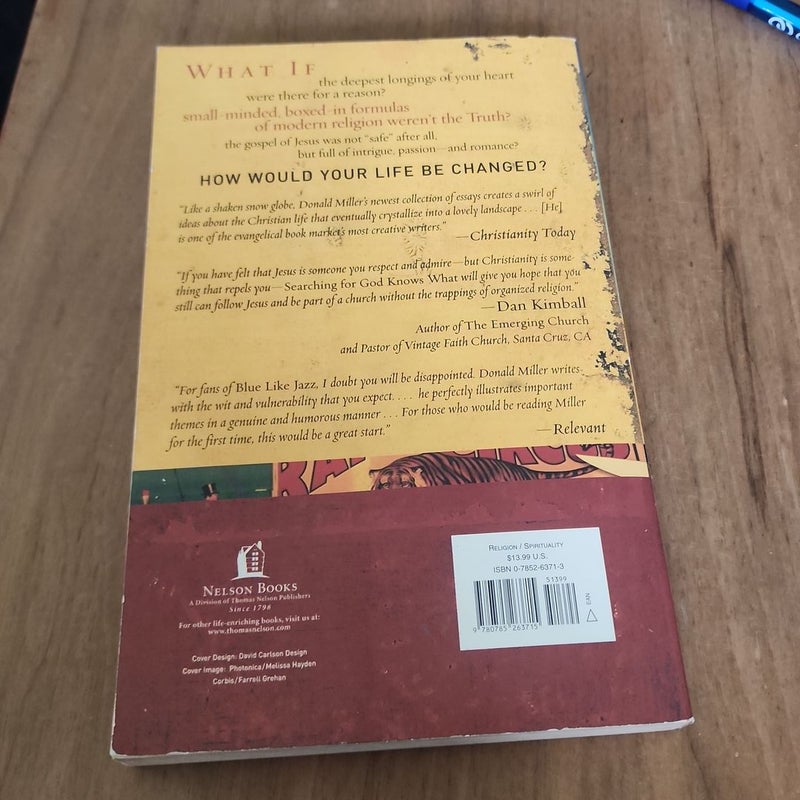 WHAT IF
the deepest longings of your heart
were there for a reason?
small-minded, boxed-in formulas
of modern religion weren't the Truth?
the gospel of Jesus was not "safe" after all,
but full of intrigue, passion—and romance?
HOW WOULD YOUR LIFE BE CHANGED?
"Like a shaken snow globe, Donald Miller's newest collection of essays creates a swirl of
ideas about the Christian life that eventually crystallize into a lovely landscape . . . [He]
is one of the evangelical book market's most creative writers."
—Christianity Today
"If you have felt that Jesus is someone you respect and admire—but Christianity is some-
thing that repels you—Searching for God Knows What will give you hope that you
still can follow Jesus and be part of a church without the trappings of organized religion."
—Dan Kimball
Author of The Emerging Church
and Pastor of Vintage Faith Church, Santa Cruz, CA
"For fans of Blue Like Jazz, I doubt you will be disappointed. Donald Miller writes
with the wit and vulnerability that you expect. . . . he perfectly illustrates important
themes in a genuine and humorous manner . . . For those who would be reading Miller
for the first time, this would be a great start."
—Relevant
NELSON BOOKS
A Division of Thomas Nelson Publishers
Since 1798
For other life-enriching books, visit us at:
www.thomasnelson.com
Cover Design: David Carlson Design
Cover Image: Photonica/Melissa Hayden
Corbis/Farrell Grehan
RELIGION / SPIRITUALITY
$13.99 U.S.
ISBN 0-7852-6371-3
51399
EAN
9 780785 263715